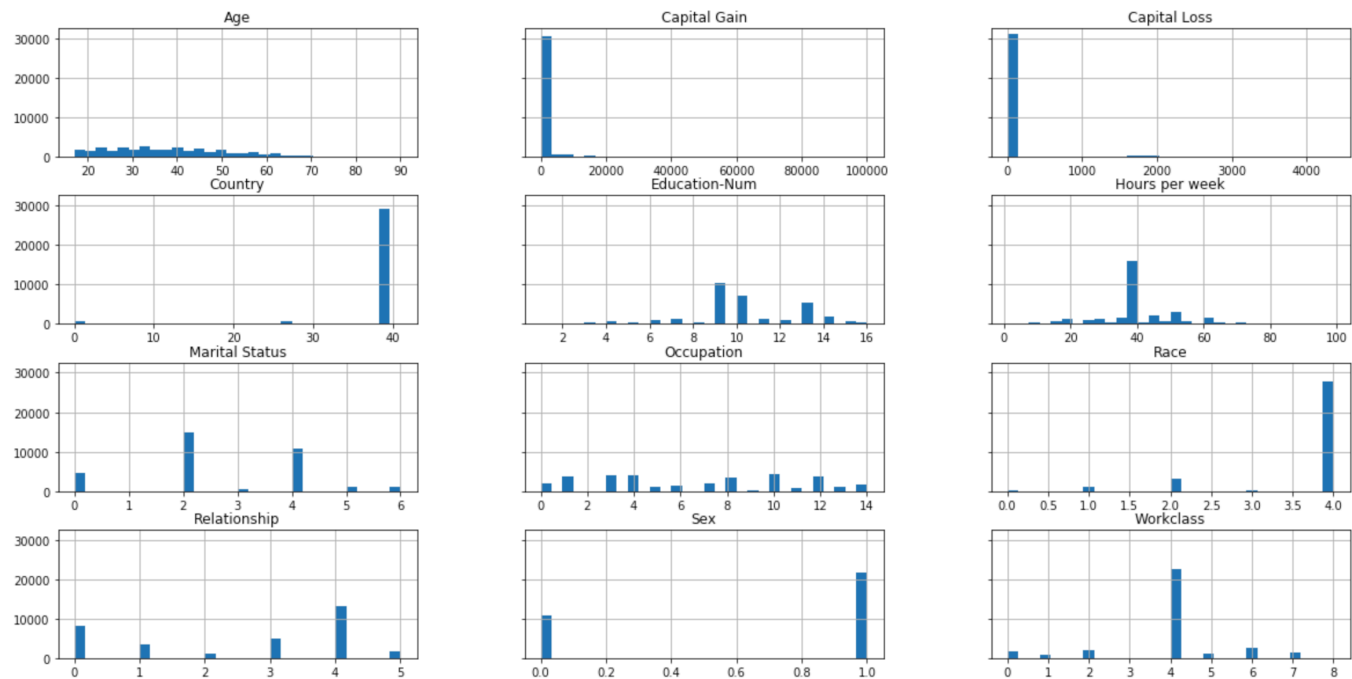 Age Capital Gain Capital Loss
30000
20000
10000
0
20 30 40 50 60 70 80 90 0 20000 40000 60000 80000 100000 0 1000 2000 3000 4000
Country Education-Num Hours per week
30000
20000
10000
0
0 10 20 30 40 2 4 6 8 10 12 14 16 0 20 40 60 80 100
Marital Status Occupation Race
30000
20000
10000
0
0 1 2 3 4 5 6 0 2 4 6 8 10 12 14 0.0 0.5 1.0 1.5 2.0 2.5 3.0 3.5 4.0
Relationship Sex Workclass
30000
20000
10000
0
0 1 2 3 4 5 0.0 0.2 0.4 0.6 0.8 1.0 0 1 2 3 4 5 6 7 8